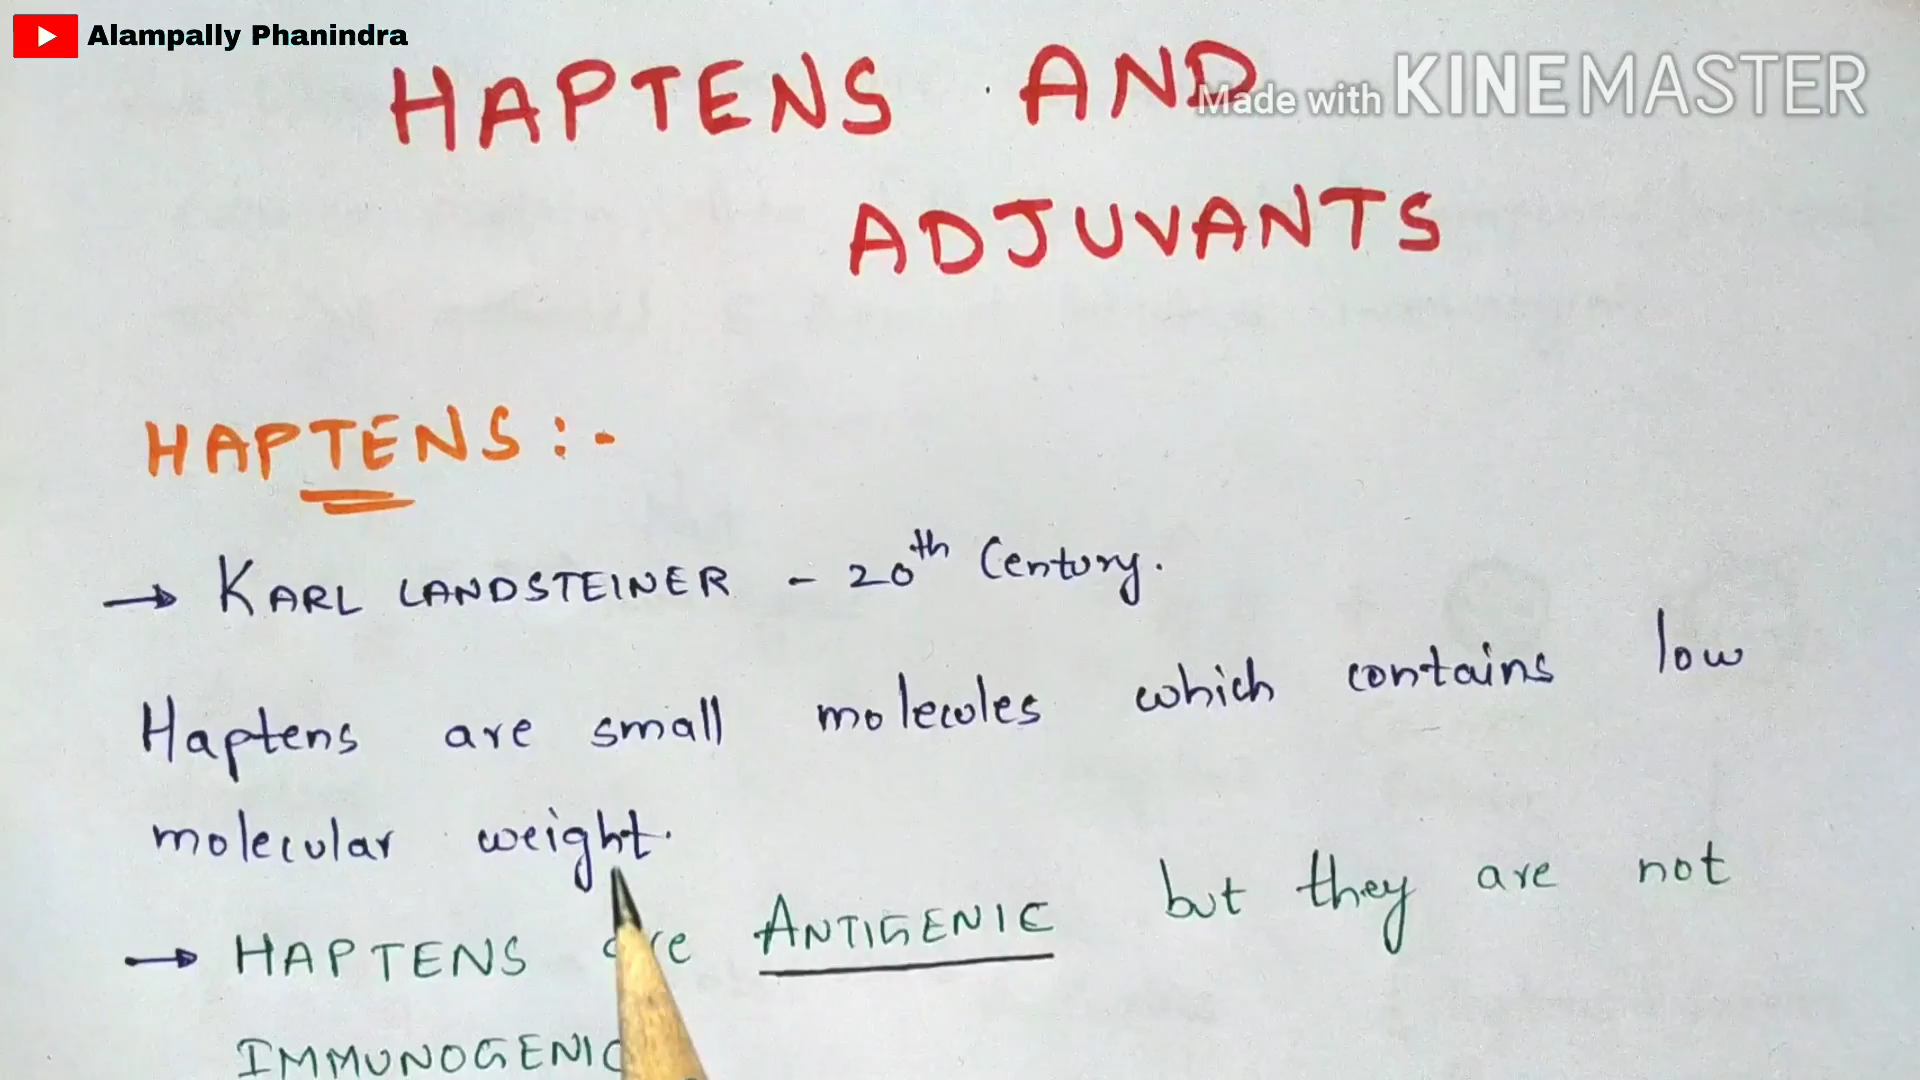 Alampally Phanindra
HAPTENS AND
Made with KINEMASTER
ADJUVANTS
HAPTENS :-
→ KARL LANDSTEINER - 20th Century.
Haptens are small molecules which contains low
molecular weight.
→ HAPTENS are ANTIGENIC but they are not
IMMUNOGENIC